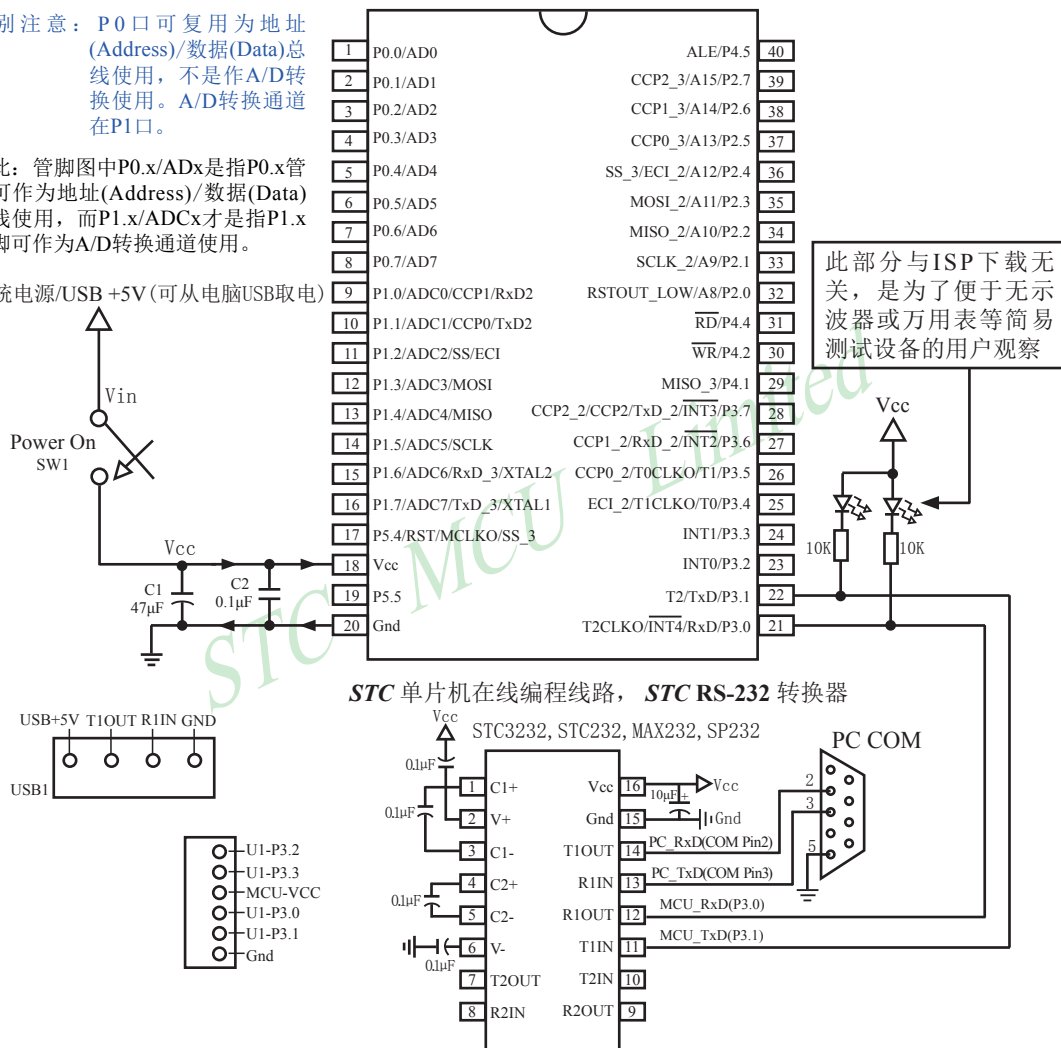 别注意：P0口可复用为地址
(Address)/数据(Data)总
线使用，不是作A/D转
换使用。A/D转换通道
在P1口。
此：管脚图中P0.x/ADx是指P0.x管
可作为地址(Address)/数据(Data)
线使用，而P1.x/ADCx才是指P1.x
脚可作为A/D转换通道使用。
统电源/USB +5V(可从电脑USB取电)
Vin
Power On
SW1
Vcc
C1
47μF
C2
0.1μF
1 P0.0/AD0
2 P0.1/AD1
3 P0.2/AD2
4 P0.3/AD3
5 P0.4/AD4
6 P0.5/AD5
7 P0.6/AD6
8 P0.7/AD7
9 P1.0/ADC0/CCP1/RxD2
10 P1.1/ADC1/CCP0/TxD2
11 P1.2/ADC2/SS/ECI
12 P1.3/ADC3/MOSI
13 P1.4/ADC4/MISO
14 P1.5/ADC5/SCLK
15 P1.6/ADC6/RxD_3/XTAL2
16 P1.7/ADC7/TxD_3/XTAL1
17 P5.4/RST/MCLKO/SS_3
18 Vcc
19 P5.5
20 Gnd
ALE/P4.5 40
CCP2_3/A15/P2.7 39
CCP1_3/A14/P2.6 38
CCP0_3/A13/P2.5 37
SS_3/ECI_2/A12/P2.4 36
MOSI_2/A11/P2.3 35
MISO_2/A10/P2.2 34
SCLK_2/A9/P2.1 33
RSTOUT_LOW/A8/P2.0 32
RD/P4.4 31
WR/P4.2 30
MISO_3/P4.1 29
CCP2_2/CCP2/TxD_2/INT3/P3.7 28
CCP1_2/RxD_2/INT2/P3.6 27
CCP0_2/T0CLKO/T1/P3.5 26
ECI_2/T1CLKO/T0/P3.4 25
INT1/P3.3 24
INT0/P3.2 23
T2/TxD/P3.1 22
T2CLKO/INT4/RxD/P3.0 21
此部分与ISP下载无
关，是为了便于无示
波器或万用表等简易
测试设备的用户观察
Vcc
10K
10K
STC MCU Limited
STC 单片机在线编程线路， STC RS-232 转换器
STC3232,STC232,MAX232,SP232
USB+5V T1OUT R1IN GND
USB1
U1-P3.2
U1-P3.3
MCU-VCC
U1-P3.0
U1-P3.1
Gnd
Vcc
0.1μF
0.1μF
0.1μF
0.1μF
1 C1+
2 V+
3 C1-
4 C2+
5 C2-
6 V-
7 T2OUT
8 R2IN
Vcc 16
Gnd 15
T1OUT 14
R1IN 13
R1OUT 12
T1IN 11
T2IN 10
R2OUT 9
10μF +
Vcc
Gnd
PC_RxD(COM Pin2)
PC_TxD(COM Pin3)
MCU_RxD(P3.0)
MCU_TxD(P3.1)
PC COM
2
3
5